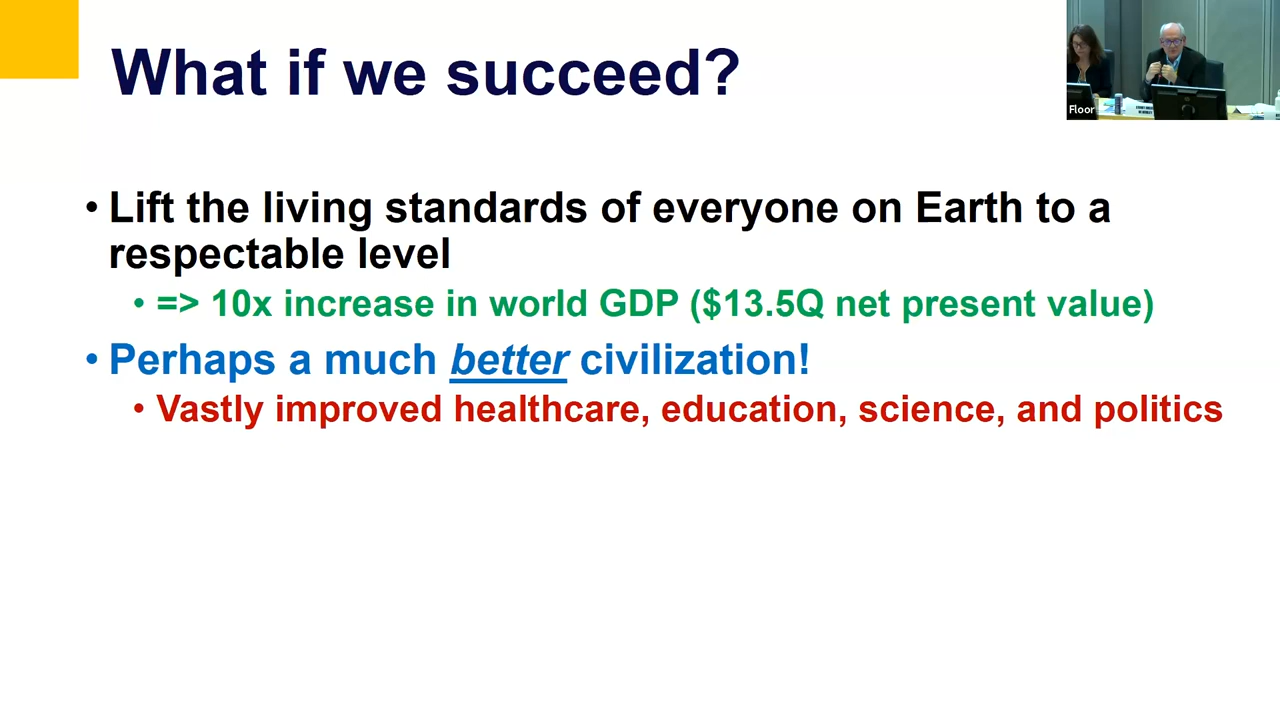 What if we succeed?
Floor
• Lift the living standards of everyone on Earth to a
respectable level
• => 10x increase in world GDP ($13.5Q net present value)
• Perhaps a much better civilization!
• Vastly improved healthcare, education, science, and politics